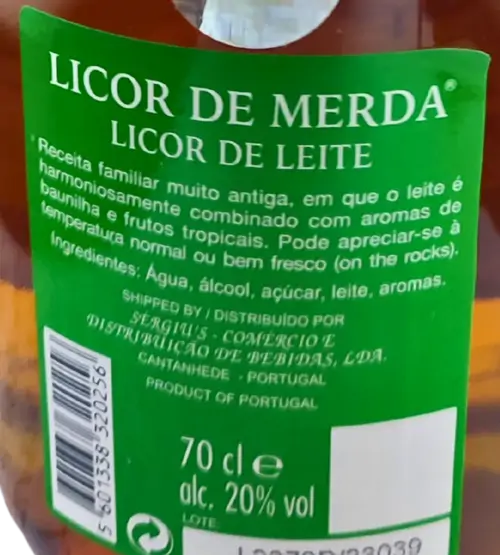 LICOR DE MERDA®
LICOR DE LEITE
Receita familiar muito antiga, em que o leite é
harmoniosamente combinado com aromas de
baunilha e frutos tropicais. Pode apreciar-se à
temperatura normal ou bem fresco (on the rocks).
Ingredientes: Água, álcool, açúcar, leite, aromas.
SHIPPED BY / DISTRIBUÍDO POR
SERGIU'S - COMÉRCIO E
DISTRIBUIÇÃO DE BEBIDAS, LDA.
CANTANHEDE - PORTUGAL
PRODUCT OF PORTUGAL
5 601338 320256
70 cl e
alc. 20% vol
LOTE: